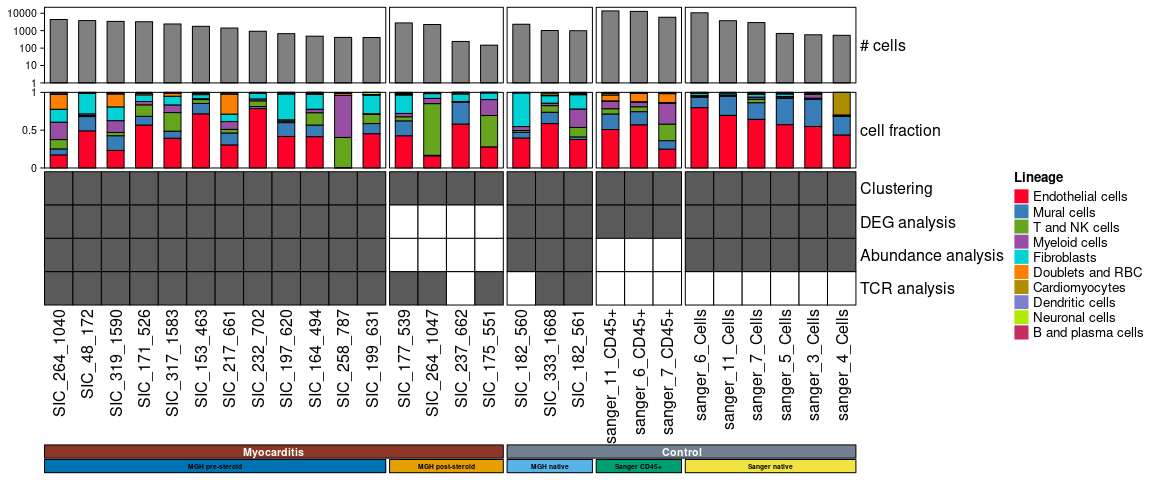 10000
1000
100
10
1
# cells
1
0.5
0
cell fraction
Clustering
DEG analysis
Abundance analysis
TCR analysis
SIC_264_1040
SIC_48_172
SIC_319_1590
SIC_171_526
SIC_317_1583
SIC_153_463
SIC_217_661
SIC_232_702
SIC_197_620
SIC_164_494
SIC_258_787
SIC_199_631
SIC_177_539
SIC_264_1047
SIC_237_662
SIC_175_551
SIC_182_560
SIC_333_1668
SIC_182_561
sanger_11_CD45+
sanger_6_CD45+
sanger_7_CD45+
sanger_6_Cells
sanger_11_Cells
sanger_7_Cells
sanger_5_Cells
sanger_3_Cells
sanger_4_Cells
Myocarditis
Control
MGH pre-steroid
MGH post-steroid
MGH native
Sanger CD45+
Sanger native
Lineage
Endothelial cells
Mural cells
T and NK cells
Myeloid cells
Fibroblasts
Doublets and RBC
Cardiomyocytes
Dendritic cells
Neuronal cells
B and plasma cells